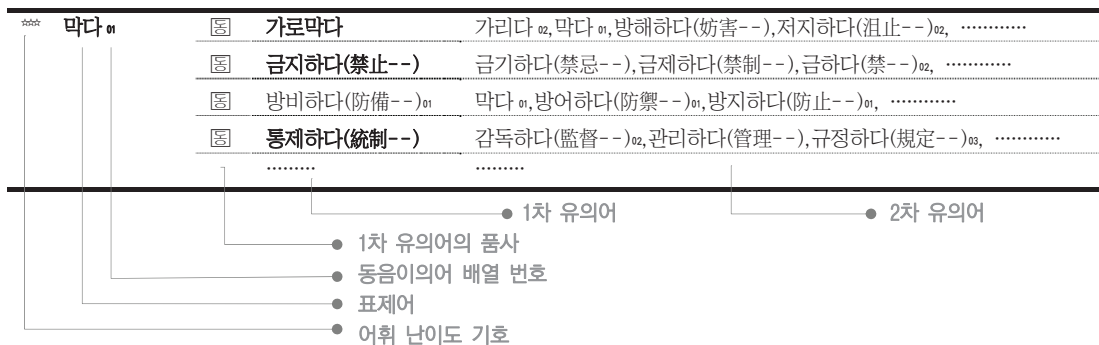 *** 막다 01 동 가로막다 가리다 02,막다 01,방해하다(妨害--),저지하다(沮止--)02, …………
동 금지하다(禁止--) 금기하다(禁忌--),금제하다(禁制--),금하다(禁--)02, …………
동 방비하다(防備--)01 막다 01,방어하다(防禦--)01,방지하다(防止--)01, …………
동 통제하다(統制--) 감독하다(監督--)02,관리하다(管理--),규정하다(規定--)03, …………
……… ………
● 1차 유의어 ● 2차 유의어
● 1차 유의어의 품사
● 동음이의어 배열 번호
● 표제어
● 어휘 난이도 기호